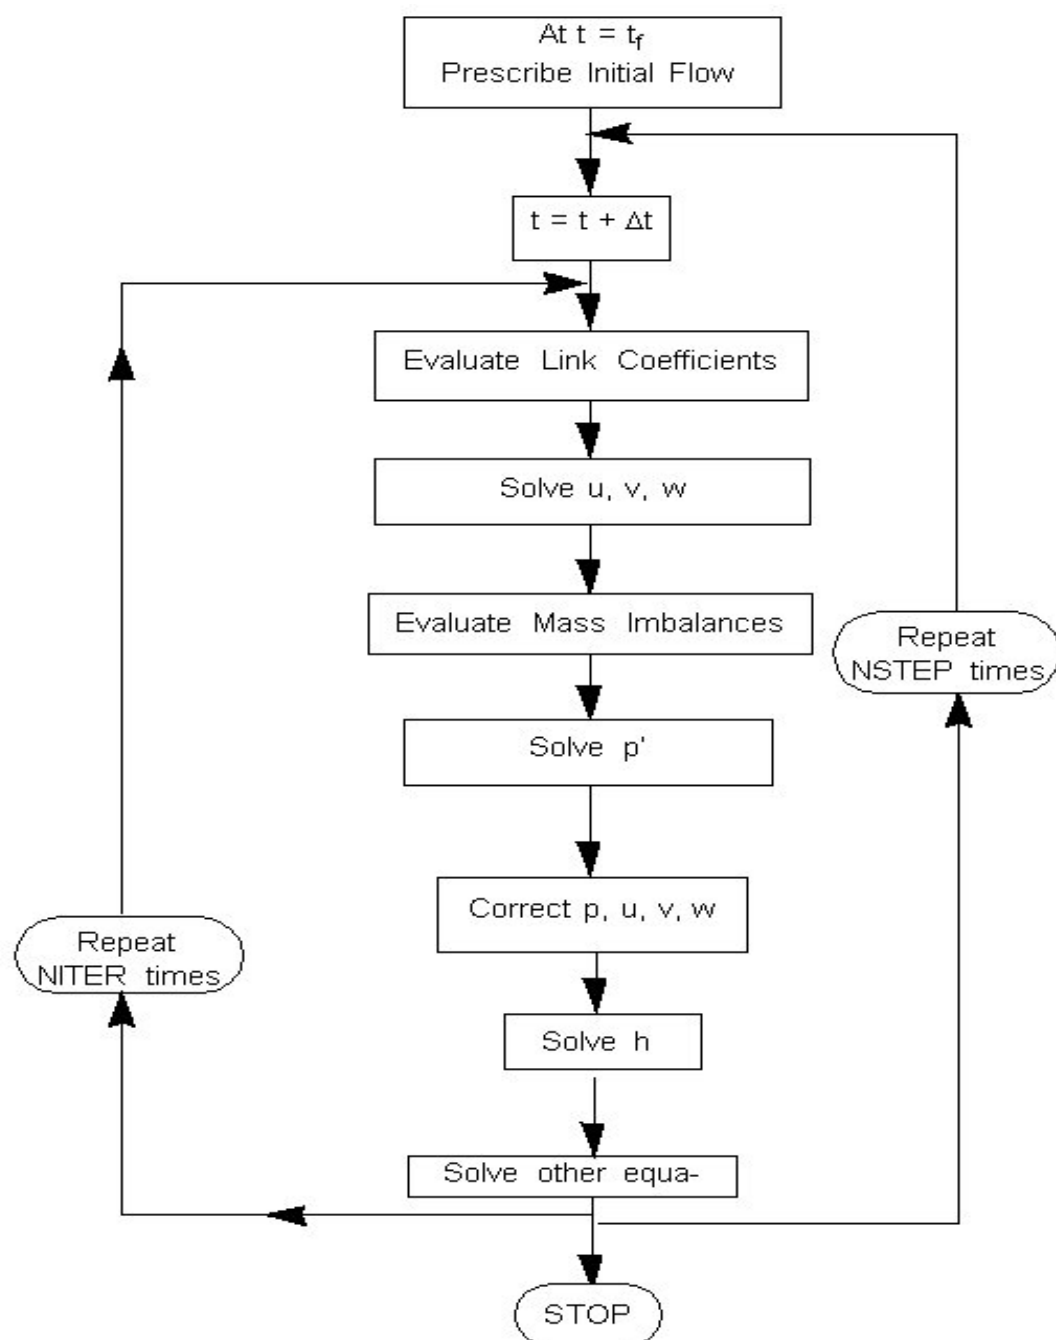 At t = t_f
Prescribe Initial Flow
t = t + Δt
Evaluate Link Coefficients
Solve u, v, w
Evaluate Mass Imbalances
Repeat
NSTEP times
Solve p'
Correct p, u, v, w
Repeat
NITER times
Solve h
Solve other equa-
STOP